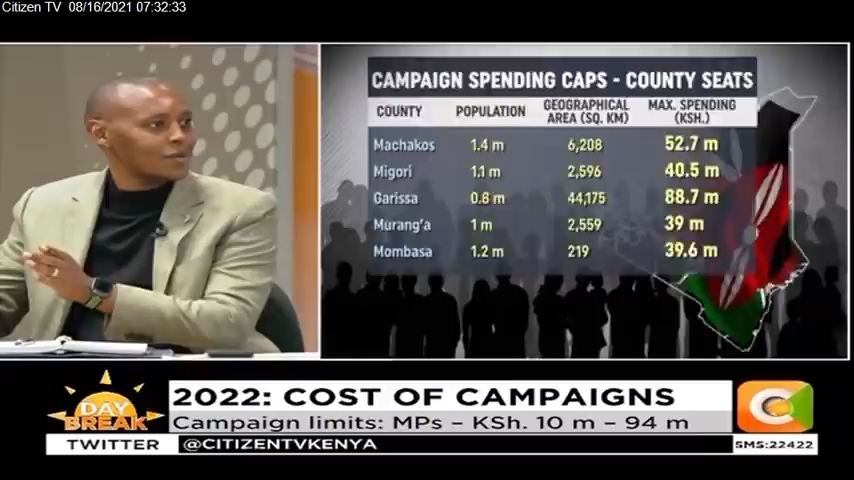 Citizen TV 08/16/2021 07:32:33
CAMPAIGN SPENDING CAPS - COUNTY SEATS
COUNTY POPULATION GEOGRAPHICAL AREA (SQ. KM) MAX. SPENDING (KSH.)
Machakos 1.4 m 6,208 52.7 m
Migori 1.1 m 2,596 40.5 m
Garissa 0.8 m 44,175 88.7 m
Murang'a 1 m 2,559 39 m
Mombasa 1.2 m 219 39.6 m
DAY BREAK
2022: COST OF CAMPAIGNS
Campaign limits: MPs – KSh. 10 m – 94 m
TWITTER @CITIZENTVKENYA
SMS:22422